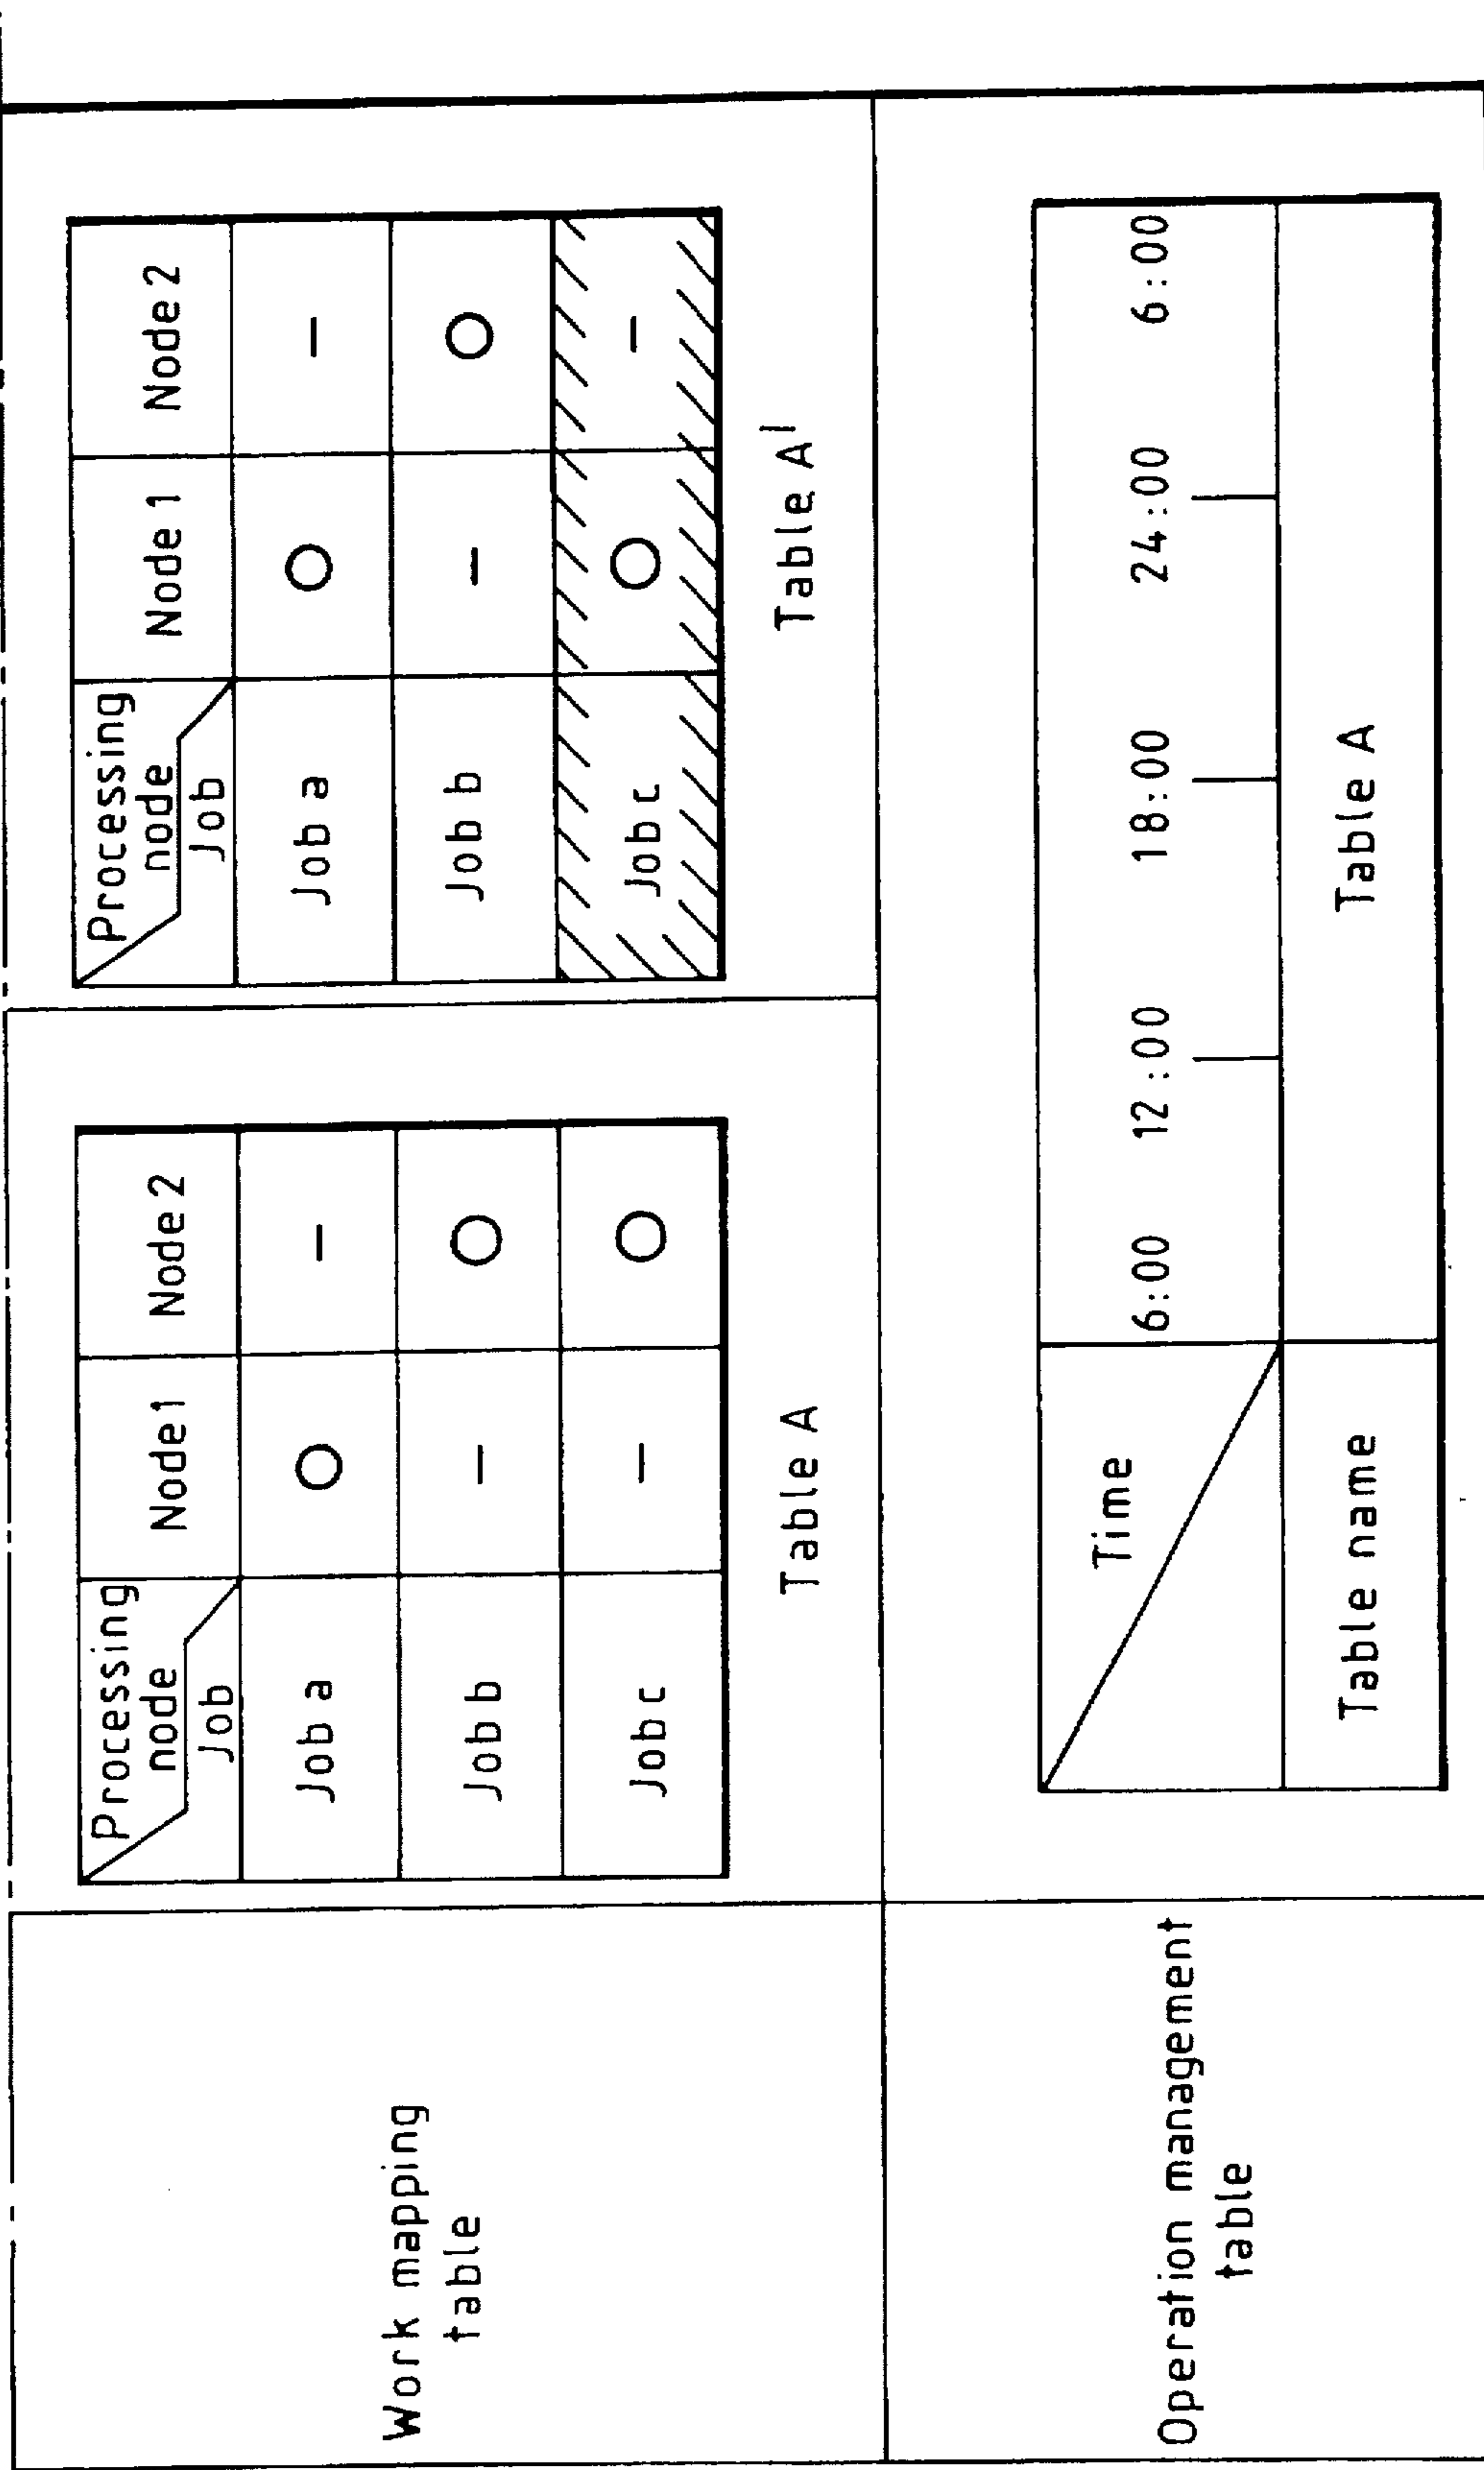 Work mapping
table
Processing
node
Job
Node1
Node 2
Job a
O
–
Job b
–
O
Job c
–
O
Table A
Processing
node
Job
Node 1
Node 2
Job a
O
–
Job b
–
O
Job c
O
–
Table A'
Operation management
table
Time
6:00
12:00
18:00
24:00
6:00
Table name
Table A